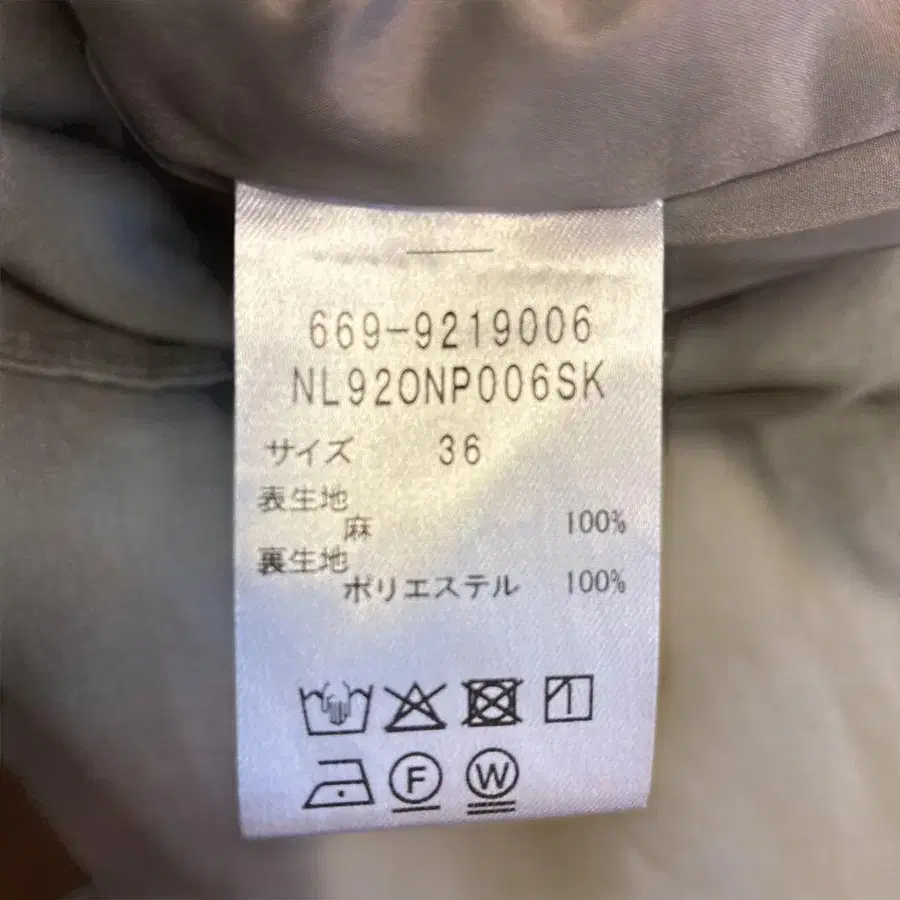 669-9219006
NL920NP006SK
サイズ 36
表生地
麻 100%
裏生地
ポリエステル 100%
F
W